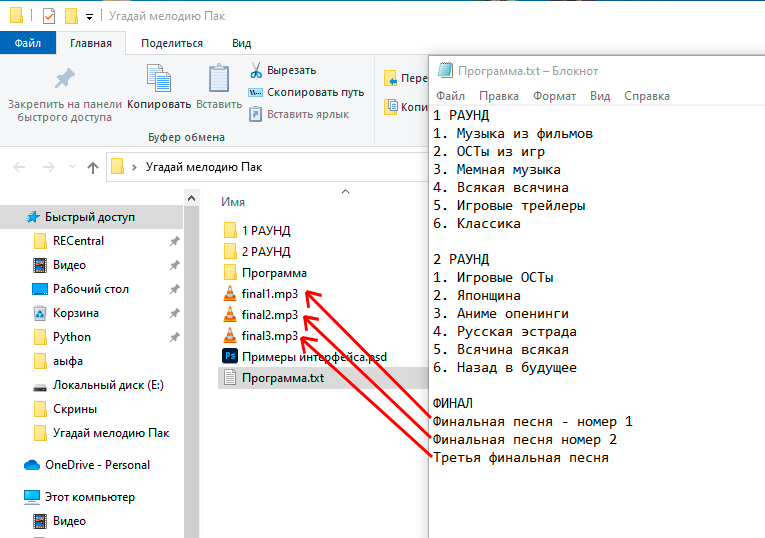 Угадай мелодию Пак
Файл
Главная
Поделиться
Вид
Закрепить на панели
быстрого доступа
Копировать
Вставить
Вырезать
Скопировать путь
Вставить ярлык
Буфер обмена
Пере
Копи
Угадай мелодию Пак
Имя
Быстрый доступ
RECentral
Видео
Рабочий стол
Корзина
Python
аыфа
Локальный диск (E:)
Скрины
Угадай мелодию Пак
OneDrive - Personal
Этот компьютер
Видео
1 РАУНД
2 РАУНД
Программа
final1.mp3
final2.mp3
final3.mp3
Ps
Примеры интерфейса.psd
Программа.txt
Программа.txt – Блокнот
Файл Правка Формат Вид Справка
1 РАУНД
1. Музыка из фильмов
2. ОСТы из игр
3. Мемная музыка
4. Всякая всячина
5. Игровые трейлеры
6. Классика
2 РАУНД
1. Игровые ОСТы
2. Японщина
3. Аниме опенинги
4. Русская эстрада
5. Всячина всякая
6. Назад в будущее
ФИНАЛ
Финальная песня - номер 1
Финальная песня номер 2
Третья финальная песня